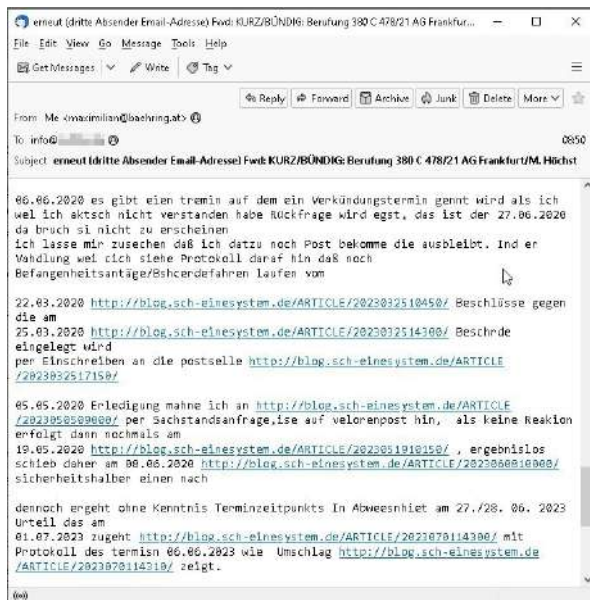 erneut (dritte Absender Email-Adresse) Fwd: KURZ/BÜNDIG: Berufung 380 C 478/21 AG Frankfur...
File Edit View Go Message Tools Help
Get Messages Write Tag
Reply Forward Archive Junk Delete More
From Me <maximilian@baehring.at>
To info@
08:50
Subject erneut (dritte Absender Email-Adresse) Fwd: KURZ/BÜNDIG: Berufung 380 C 478/21 AG Frankfurt/M. Höchst
06.06.2020 es gibt eien tremin auf dem ein Verkündungstermin gennt wird als ich
wel ich aktsch nicht verstanden habe Rückfrage wird egst, das ist der 27.06.2020
da bruch si nicht zu erscheinen
ich lasse mir zusechen daß ich datzu noch Post bekomme die ausbleibt. Ind er
Vahdlung wei cich siehe Protokoll daraf hin daß noch
Befangenheitsantäge/Bshcerdefahren laufen vom
22.03.2020 http://blog.sch-einesystem.de/ARTICLE/2023032510450/ Beschlüsse gegen
die am
25.03.2020 http://blog.sch-einesystem.de/ARTICLE/2023032514300/ Beschrde
eingelegt wird
per Einschreiben an die postselle http://blog.sch-einesystem.de/ARTICLE
/2023032517150/
05.05.2020 Erledigung mahne ich an http://blog.sch-einesystem.de/ARTICLE
/2023050509000/ per Sachstandsanfrage,ise auf velorenpost hin, als keine Reakion
erfolgt dann nochmals am
19.05.2020 http://blog.sch-einesystem.de/ARTICLE/2023051910150/ , ergebnislos
schieb daher am 08.06.2020 http://blog.sch-einesystem.de/ARTICLE/2023060810000/
sicherheitshalber einen nach
dennoch ergeht ohne Kenntnis Terminzeitpunkts In Abweesnhiet am 27./28. 06. 2023
Urteil das am
01.07.2023 zugeht http://blog.sch-einesystem.de/ARTICLE/2023070114300/ mit
Protokoll des termisn 06.06.2023 wie Umschlag http://blog.sch-einesystem.de
/ARTICLE/2023070114310/ zeigt.